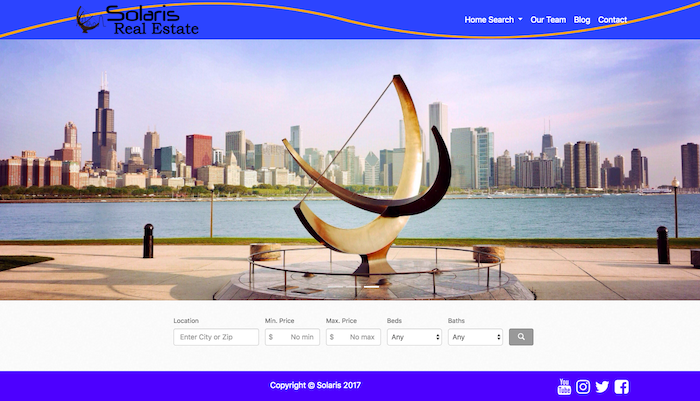 Solaris
Real Estate
Home Search Our Team Blog Contact
Location Min. Price Max. Price Beds Baths
Enter City or Zip $ No min $ No max Any Any
Copyright © Solaris 2017
You
Tube